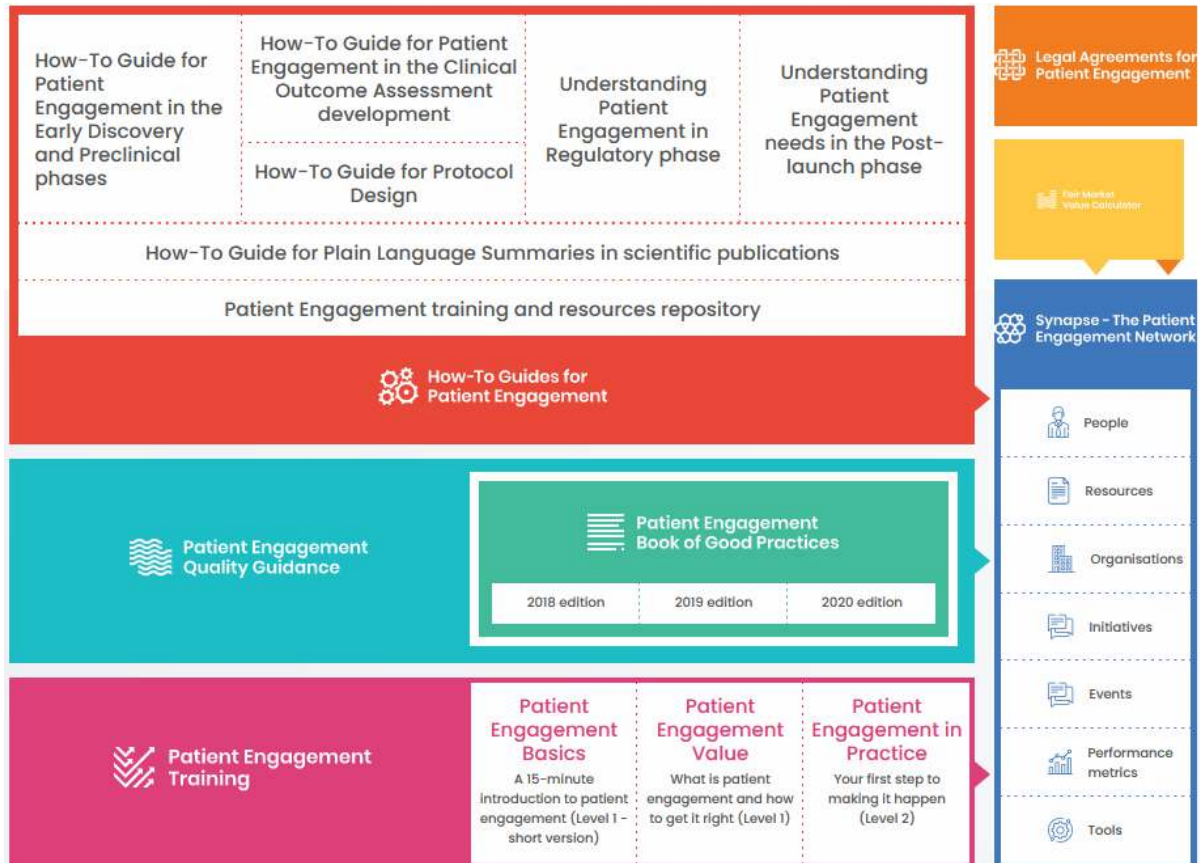 How-To Guide for
Patient
Engagement in the
Early Discovery
and Preclinical
phases
How-To Guide for Patient
Engagement in the Clinical
Outcome Assessment
development
How-To Guide for Protocol
Design
Understanding
Patient
Engagement in
Regulatory phase
Understanding
Patient
Engagement
needs in the Post-
launch phase
How-To Guide for Plain Language Summaries in scientific publications
Patient Engagement training and resources repository
How-To Guides for
Patient Engagement
Patient Engagement
Quality Guidance
Patient Engagement
Book of Good Practices
2018 edition
2019 edition
2020 edition
Patient Engagement
Training
Patient
Engagement
Basics
A 15-minute
introduction to patient
engagement (Level 1 -
short version)
Patient
Engagement
Value
What is patient
engagement and how
to get it right (Level 1)
Patient
Engagement in
Practice
Your first step to
making it happen
(Level 2)
Legal Agreements for
Patient Engagement
Fair Market
Value Calculator
Synapse - The Patient
Engagement Network
People
Resources
Organisations
Initiatives
Events
Performance
metrics
Tools